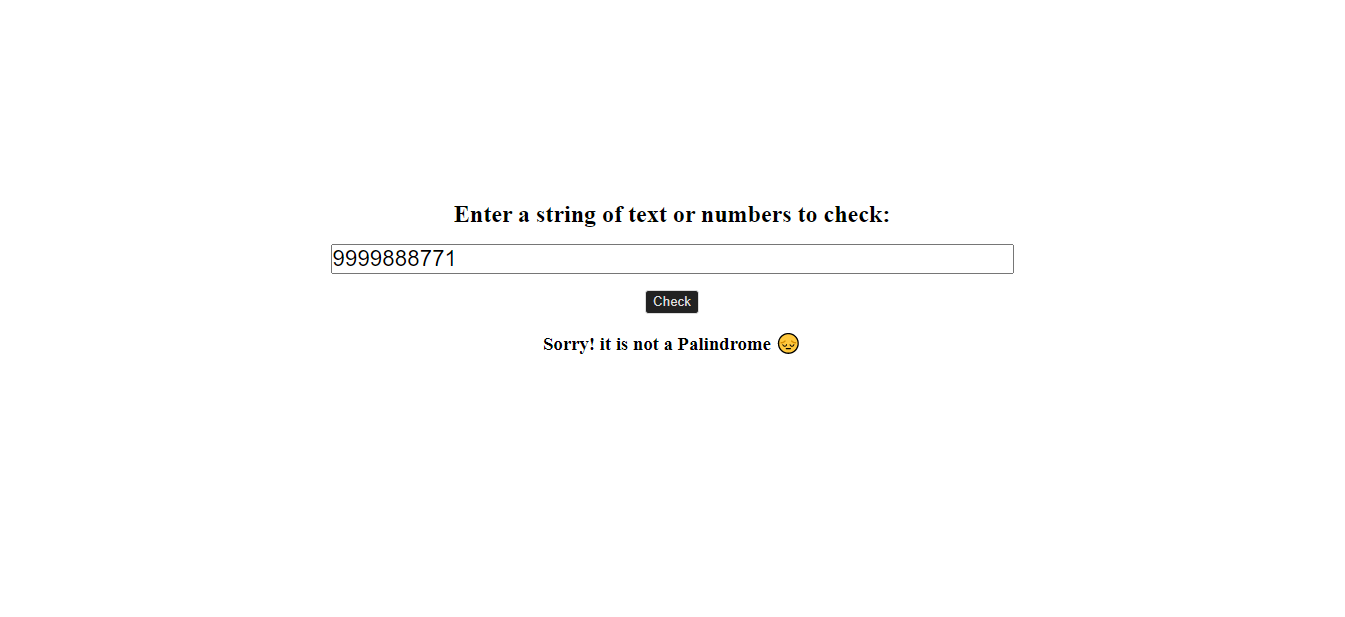 Enter a string of text or numbers to check:
9999888771
Check
Sorry! it is not a Palindrome 😔